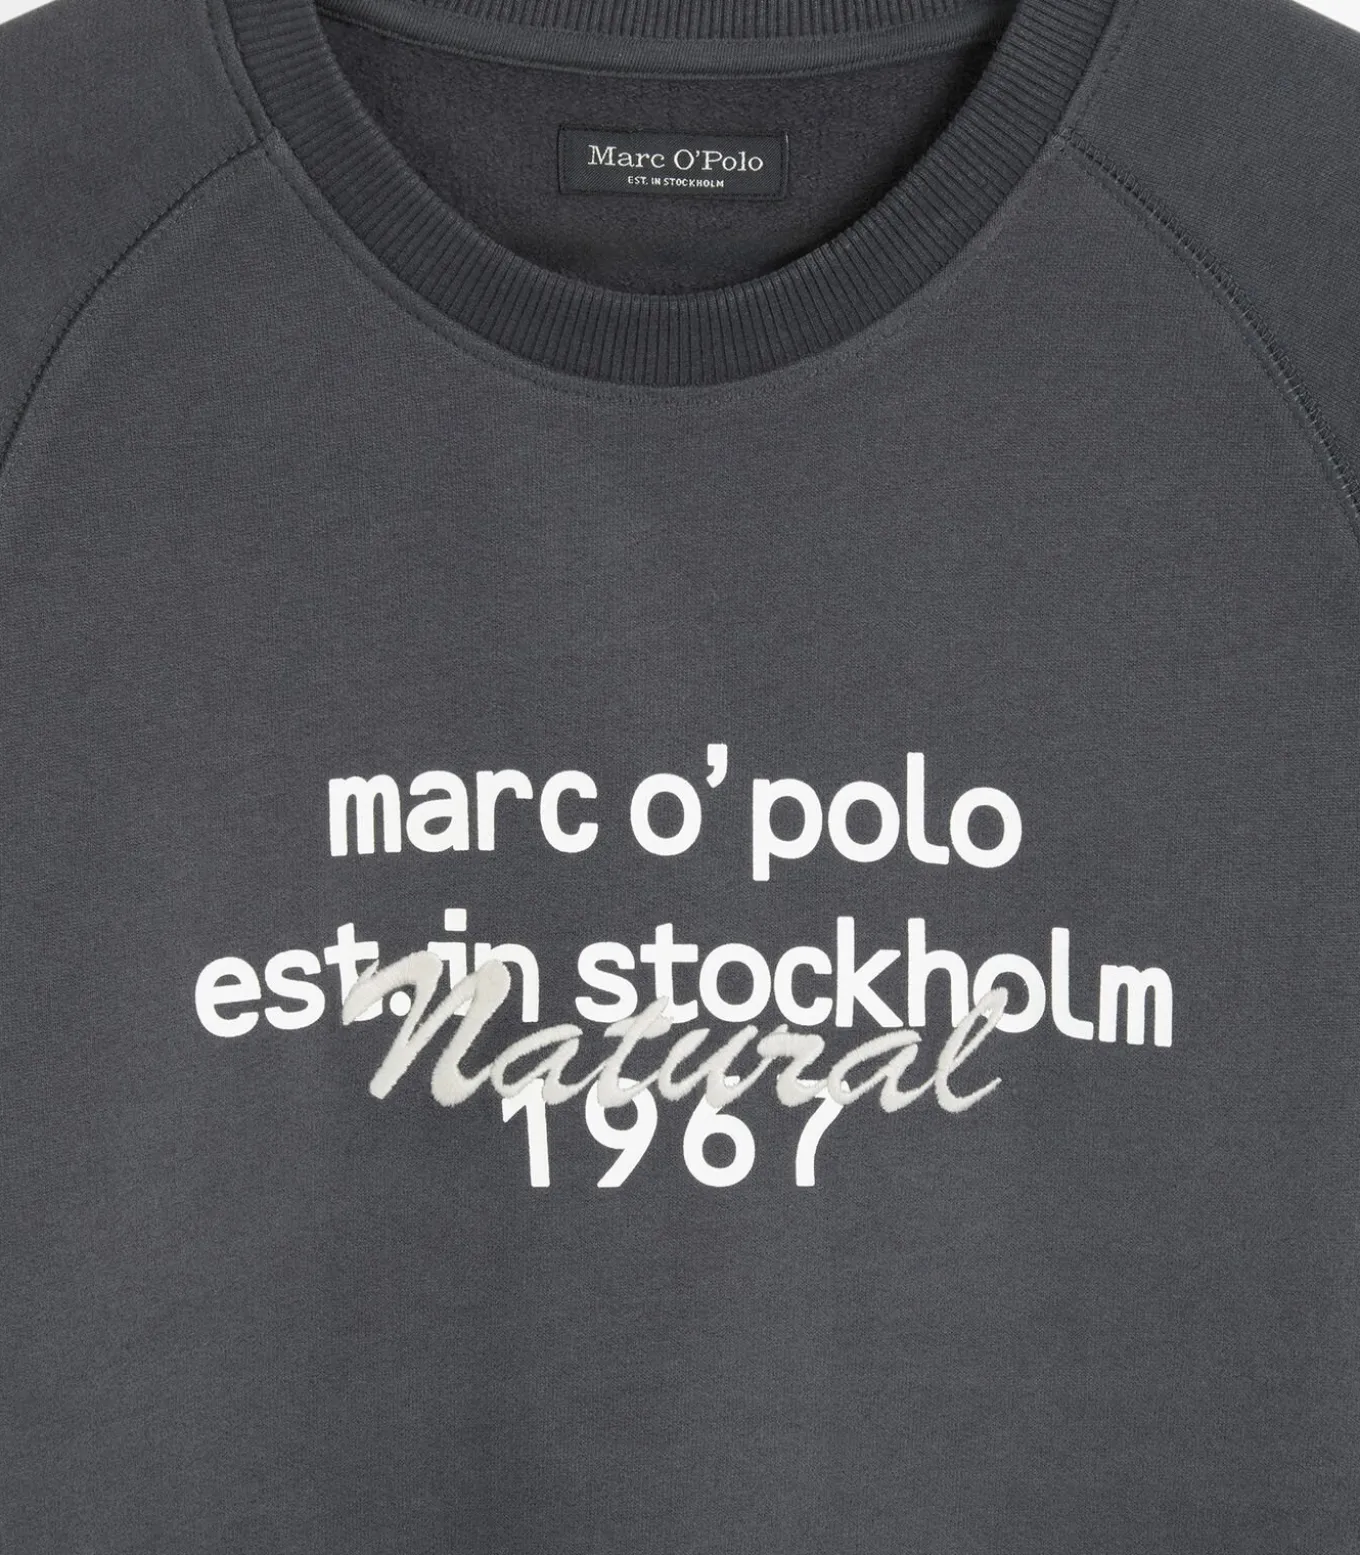 Marc O'Polo
EST. IN STOCKHOLM
marc o'polo
est. in stockholm
Natural
1967